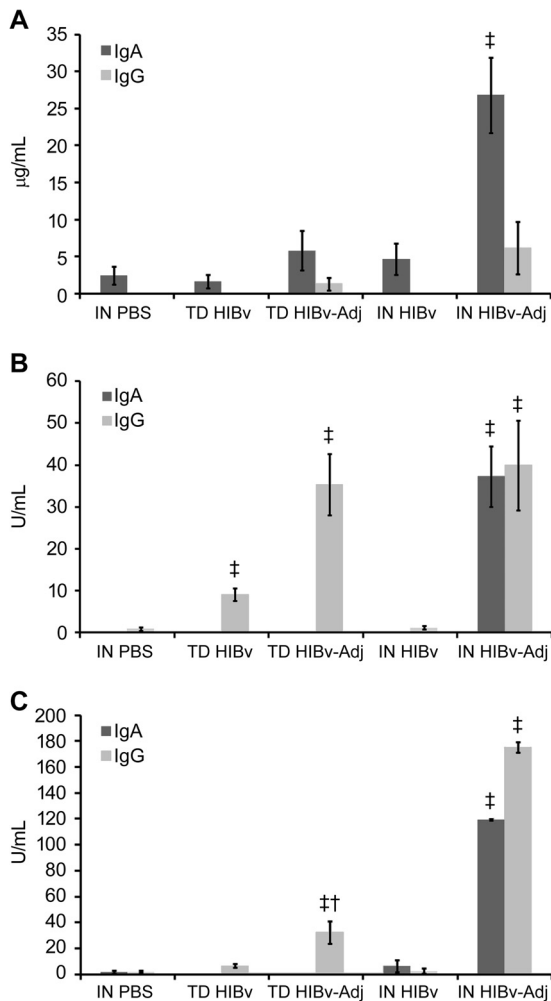 A
35
30
25
20
15
10
5
0
µg/mL
IgA
IgG
‡
IN PBS TD HIBv TD HIBv-Adj IN HIBv IN HIBv-Adj
B
60
50
40
30
20
10
0
U/mL
IgA
IgG
‡ ‡ ‡ ‡
IN PBS TD HIBv TD HIBv-Adj IN HIBv IN HIBv-Adj
C
200
180
160
140
120
100
80
60
40
20
0
U/mL
IgA
IgG
‡† ‡ ‡
IN PBS TD HIBv TD HIBv-Adj IN HIBv IN HIBv-Adj